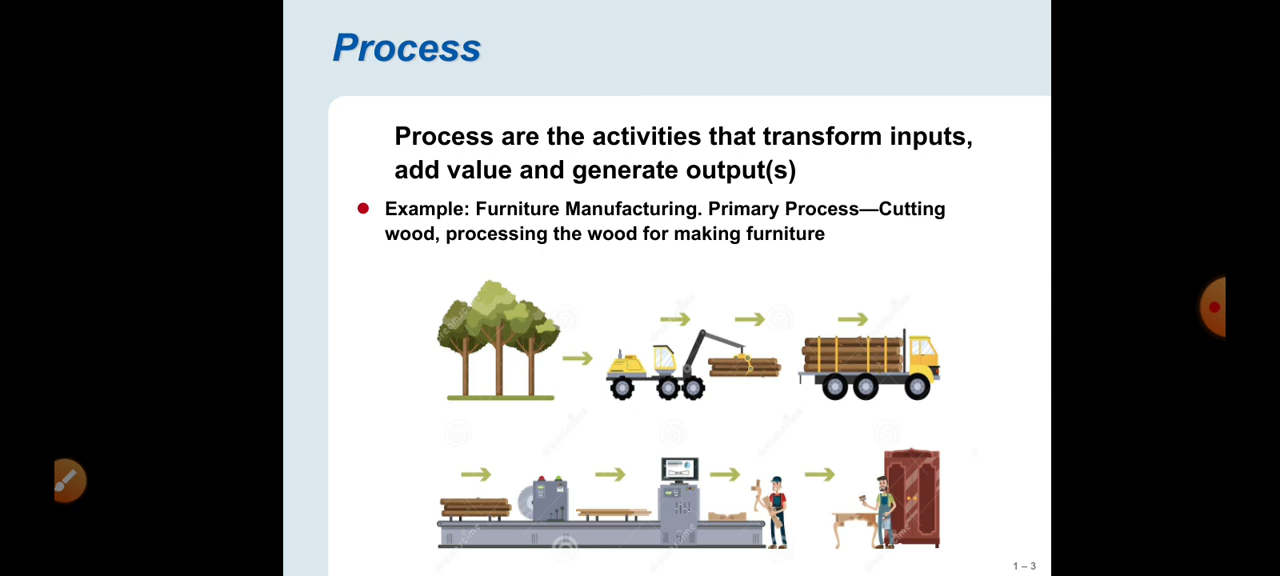 Process
Process are the activities that transform inputs,
add value and generate output(s)
Example: Furniture Manufacturing. Primary Process—Cutting
wood, processing the wood for making furniture
1 – 3